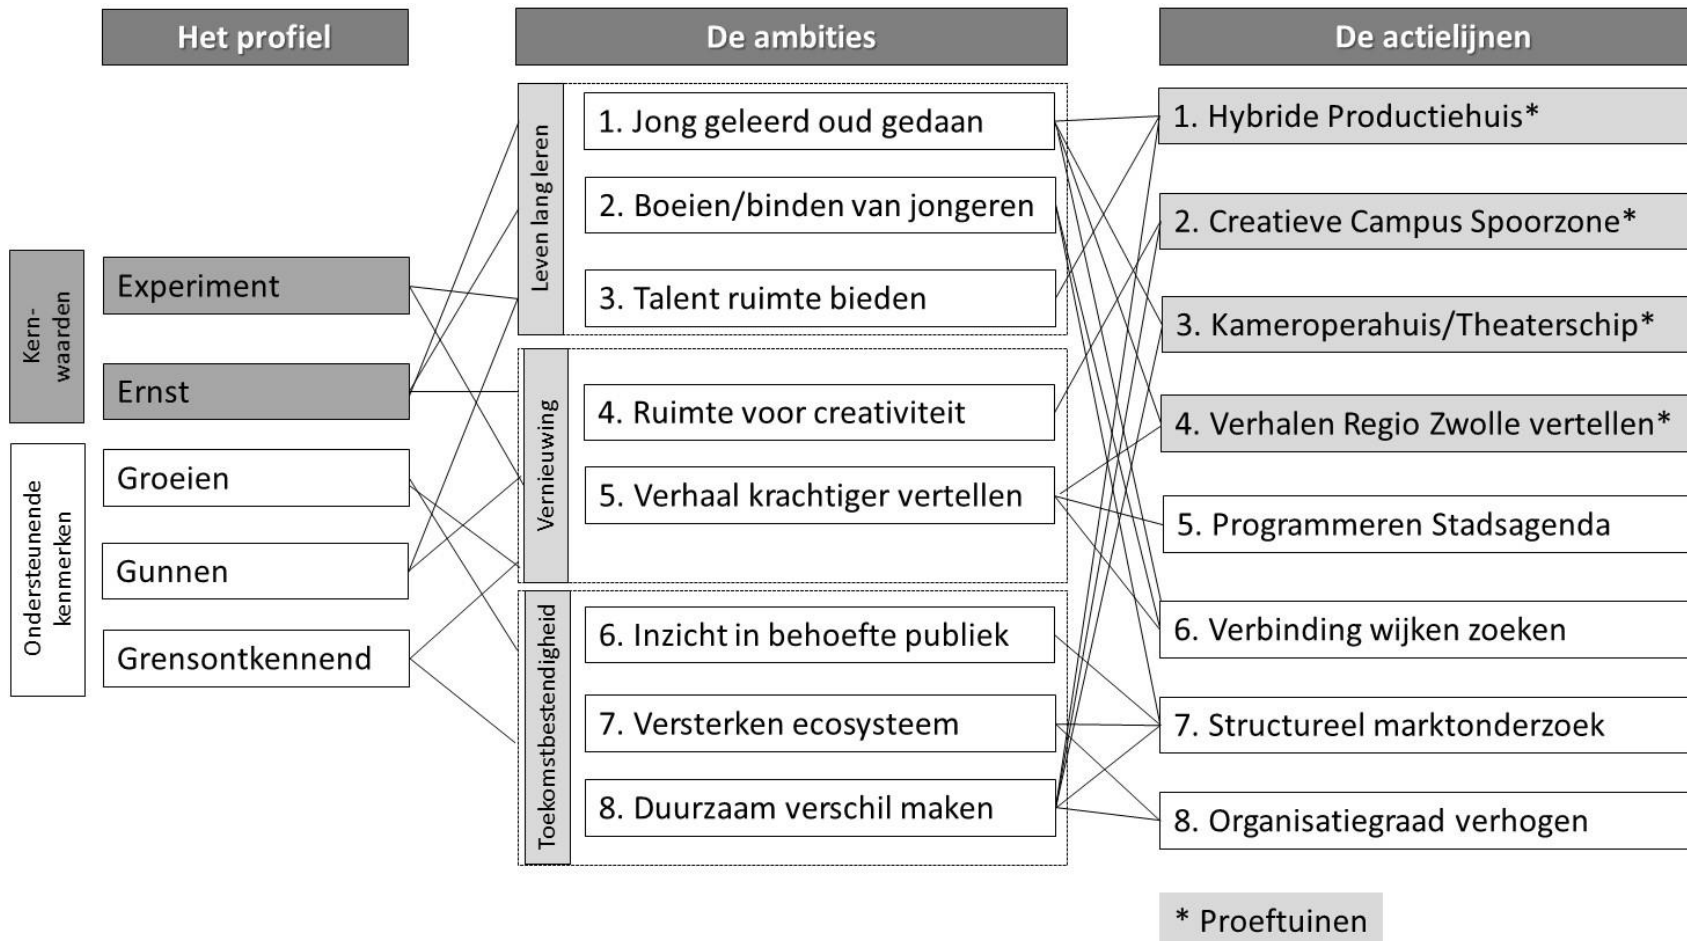 Het profiel
De ambities
De actielijnen
Kern-
waarden
Experiment
Ernst
Ondersteunende
kenmerken
Groeien
Gunnen
Grensontkennend
Leven lang leren
1. Jong geleerd oud gedaan
2. Boeien/binden van jongeren
3. Talent ruimte bieden
Vernieuwing
4. Ruimte voor creativiteit
5. Verhaal krachtiger vertellen
Toekomstbestendigheid
6. Inzicht in behoefte publiek
7. Versterken ecosysteem
8. Duurzaam verschil maken
1. Hybride Productiehuis*
2. Creatieve Campus Spoorzone*
3. Kameroperahuis/Theaterschip*
4. Verhalen Regio Zwolle vertellen*
5. Programmeren Stadsagenda
6. Verbinding wijken zoeken
7. Structureel marktonderzoek
8. Organisatiegraad verhogen
* Proeftuinen